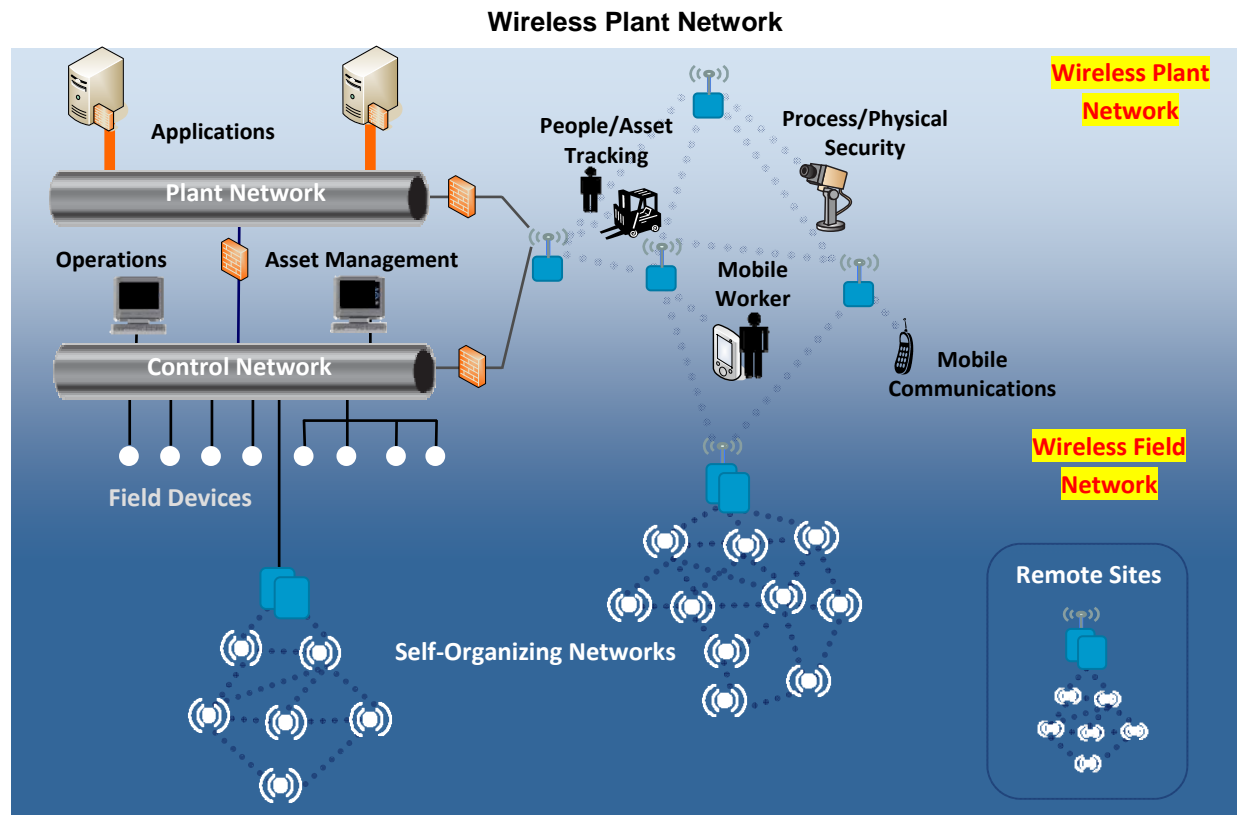 Wireless Plant Network
Wireless Plant
Network
Applications
People/Asset
Tracking
Process/Physical
Security
Plant Network
Operations
Asset Management
Mobile
Worker
Control Network
Mobile
Communications
Wireless Field
Network
Field Devices
Remote Sites
Self-Organizing Networks